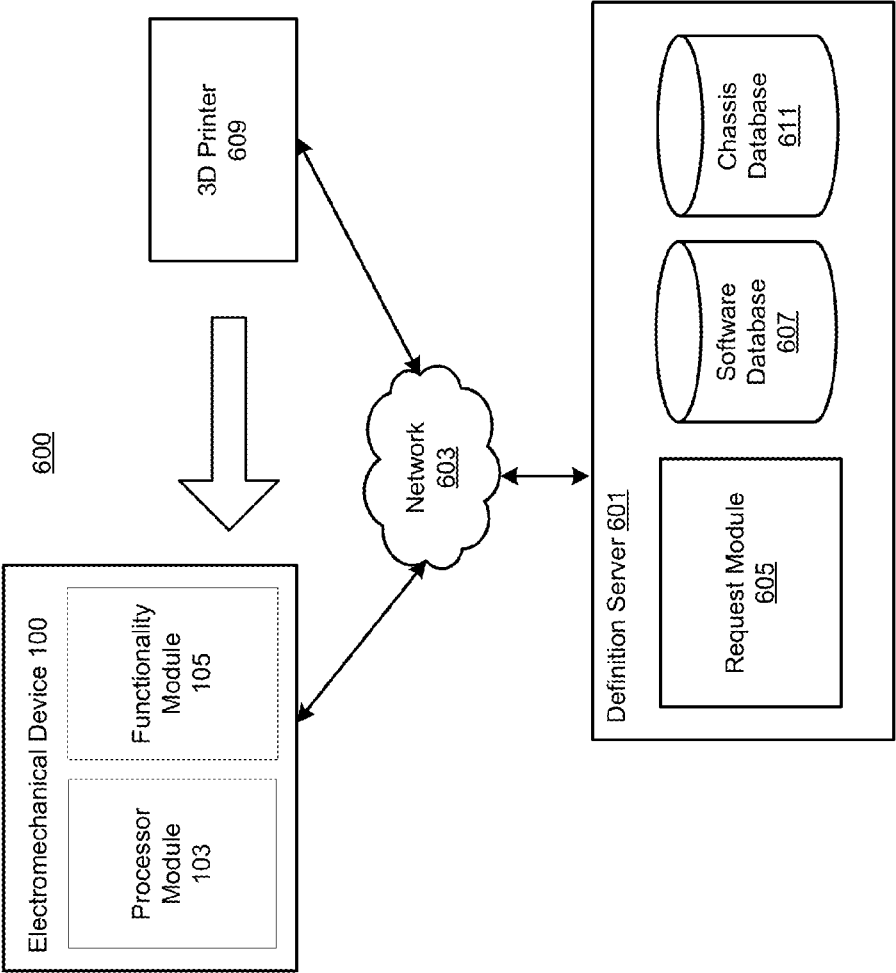 600
Electromechanical Device 100
Processor
Module
103
Functionality
Module
105
3D Printer
609
Network
603
Definition Server 601
Request Module
605
Software
Database
607
Chassis
Database
611